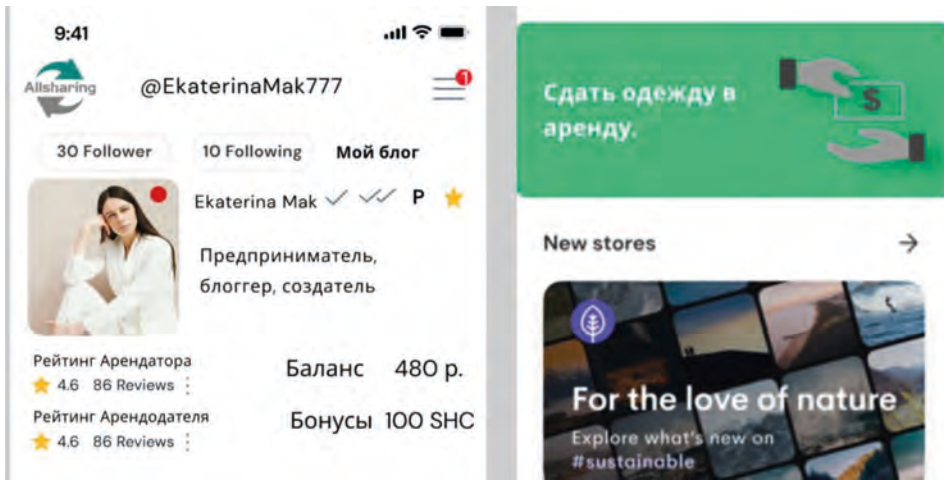 9:41
Allsharing
@EkaterinaMak777
1
30 Follower
10 Following
Мой блог
Ekaterina Mak
P
Предприниматель,
блоггер, создатель
Рейтинг Арендатора
4.6 86 Reviews
Рейтинг Арендодателя
4.6 86 Reviews
Баланс 480 р.
Бонусы 100 SHC
Сдать одежду в
аренду.
$
New stores
For the love of nature
Explore what's new on
#sustainable